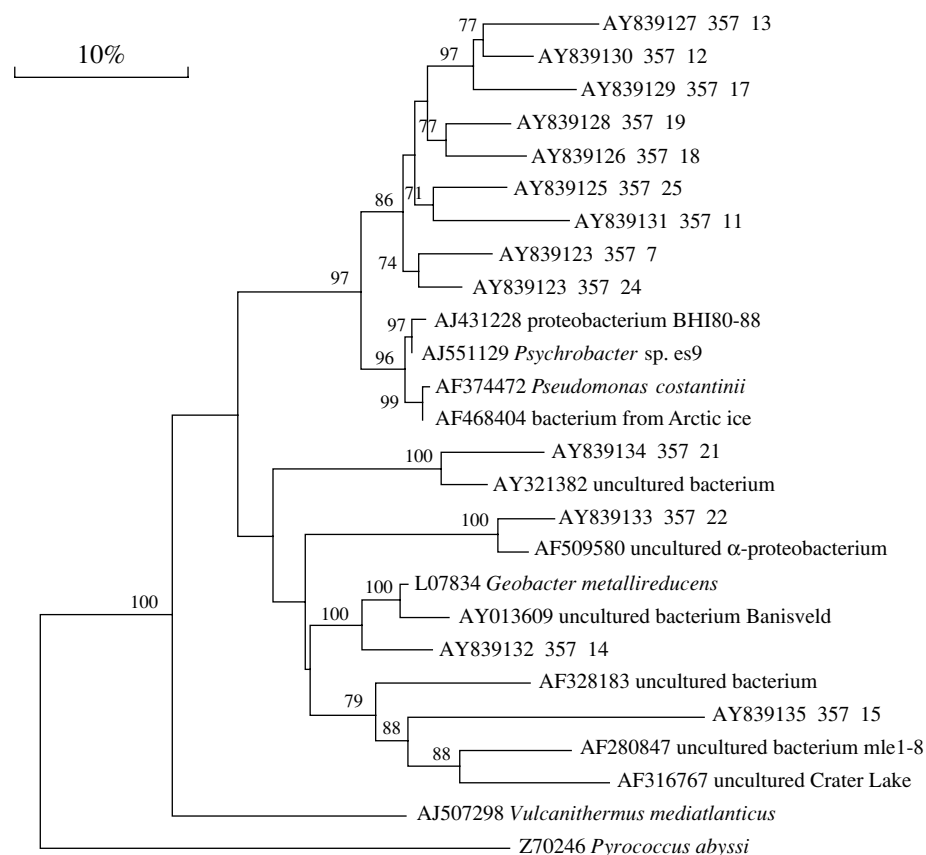 77
AY839127 357 13
10%
97
AY839130 357 12
AY839129 357 17
77
AY839128 357 19
AY839126 357 18
86
71
AY839125 357 25
AY839131 357 11
97
74
AY839123 357 7
AY839123 357 24
97
AJ431228 proteobacterium BHI80-88
96
AJ551129 Psychrobacter sp. es9
AF374472 Pseudomonas costantinii
99
AF468404 bacterium from Arctic ice
100
AY839134 357 21
AY321382 uncultured bacterium
100
AY839133 357 22
AF509580 uncultured α-proteobacterium
100
L07834 Geobacter metallireducens
100
100
AY013609 uncultured bacterium Banisveld
AY839132 357 14
AF328183 uncultured bacterium
79
88
AY839135 357 15
88
AF280847 uncultured bacterium mle1-8
AF316767 uncultured Crater Lake
AJ507298 Vulcanithermus mediatlanticus
Z70246 Pyrococcus abyssi